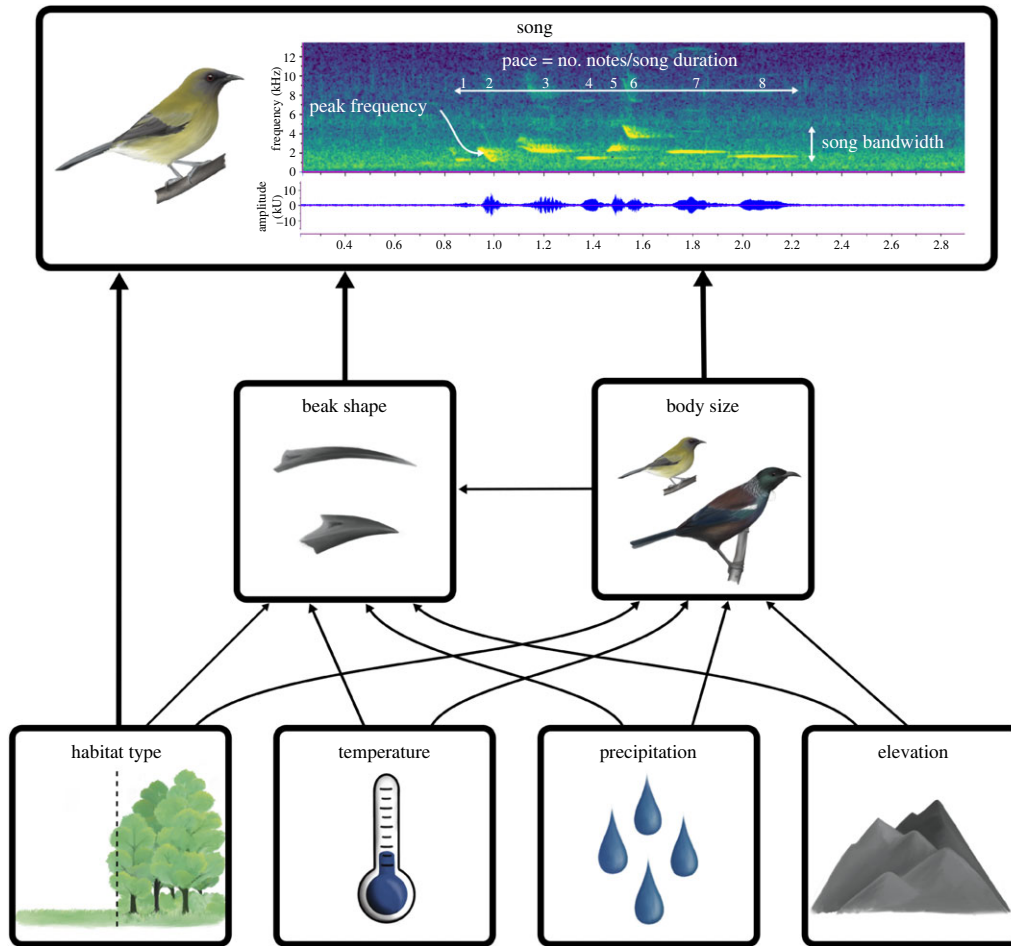 song
pace = no. notes/song duration
1 2 3 4 5 6 7 8
peak frequency
song bandwidth
frequency (kHz)
12
10
8
6
4
2
0
amplitude
(kU)
10
0
−10
0.4 0.6 0.8 1.0 1.2 1.4 1.6 1.8 2.0 2.2 2.4 2.6 2.8
beak shape
body size
habitat type
temperature
precipitation
elevation